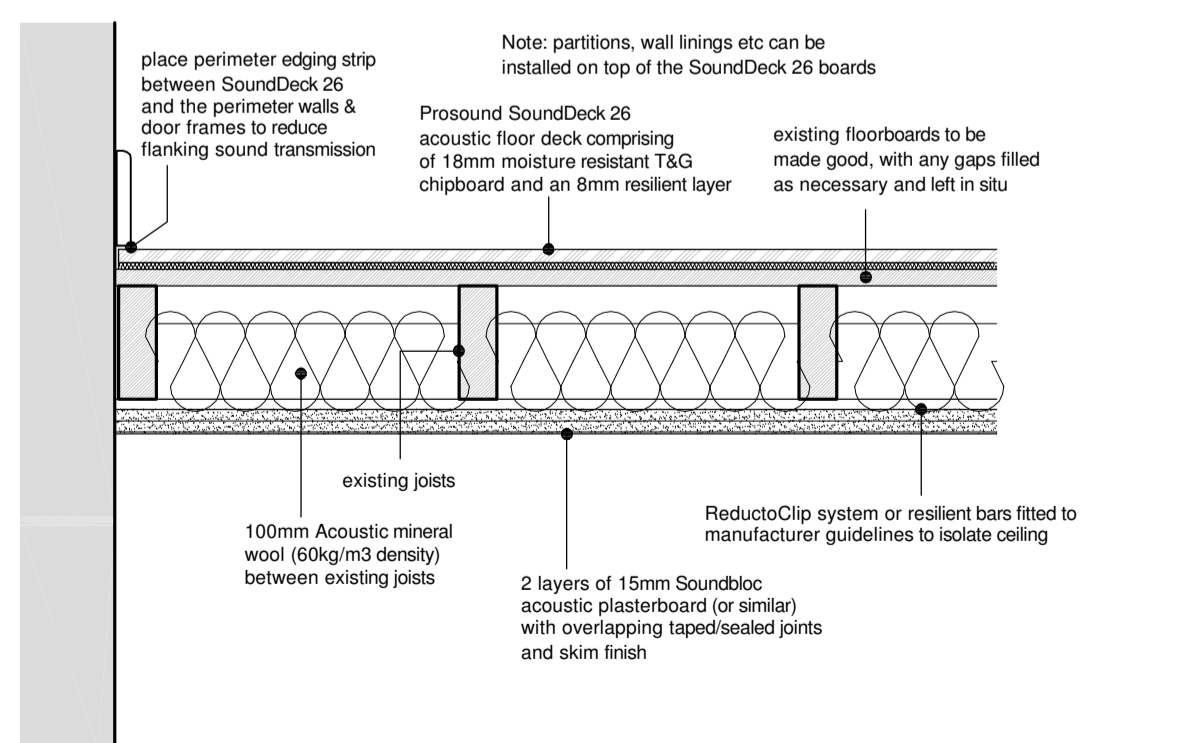 place perimeter edging strip
between SoundDeck 26
and the perimeter walls &
door frames to reduce
flanking sound transmission
Note: partitions, wall linings etc can be
installed on top of the SoundDeck 26 boards
Prosound SoundDeck 26
acoustic floor deck comprising
of 18mm moisture resistant T&G
chipboard and an 8mm resilient layer
existing floorboards to be
made good, with any gaps filled
as necessary and left in situ
existing joists
100mm Acoustic mineral
wool (60kg/m3 density)
between existing joists
2 layers of 15mm Soundbloc
acoustic plasterboard (or similar)
with overlapping taped/sealed joints
and skim finish
ReductoClip system or resilient bars fitted to
manufacturer guidelines to isolate ceiling